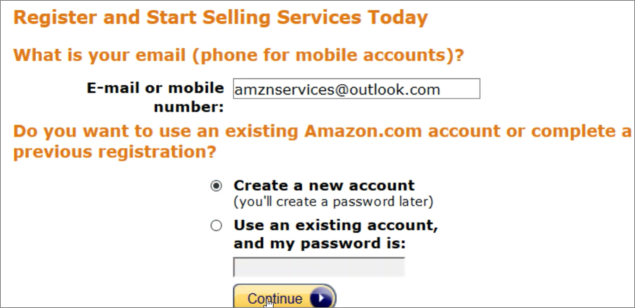 Register and Start Selling Services Today
What is your email (phone for mobile accounts)?
E-mail or mobile
number:
amznservices@outlook.com
Do you want to use an existing Amazon.com account or complete a
previous registration?
Create a new account
(you'll create a password later)
Use an existing account,
and my password is:
Continue